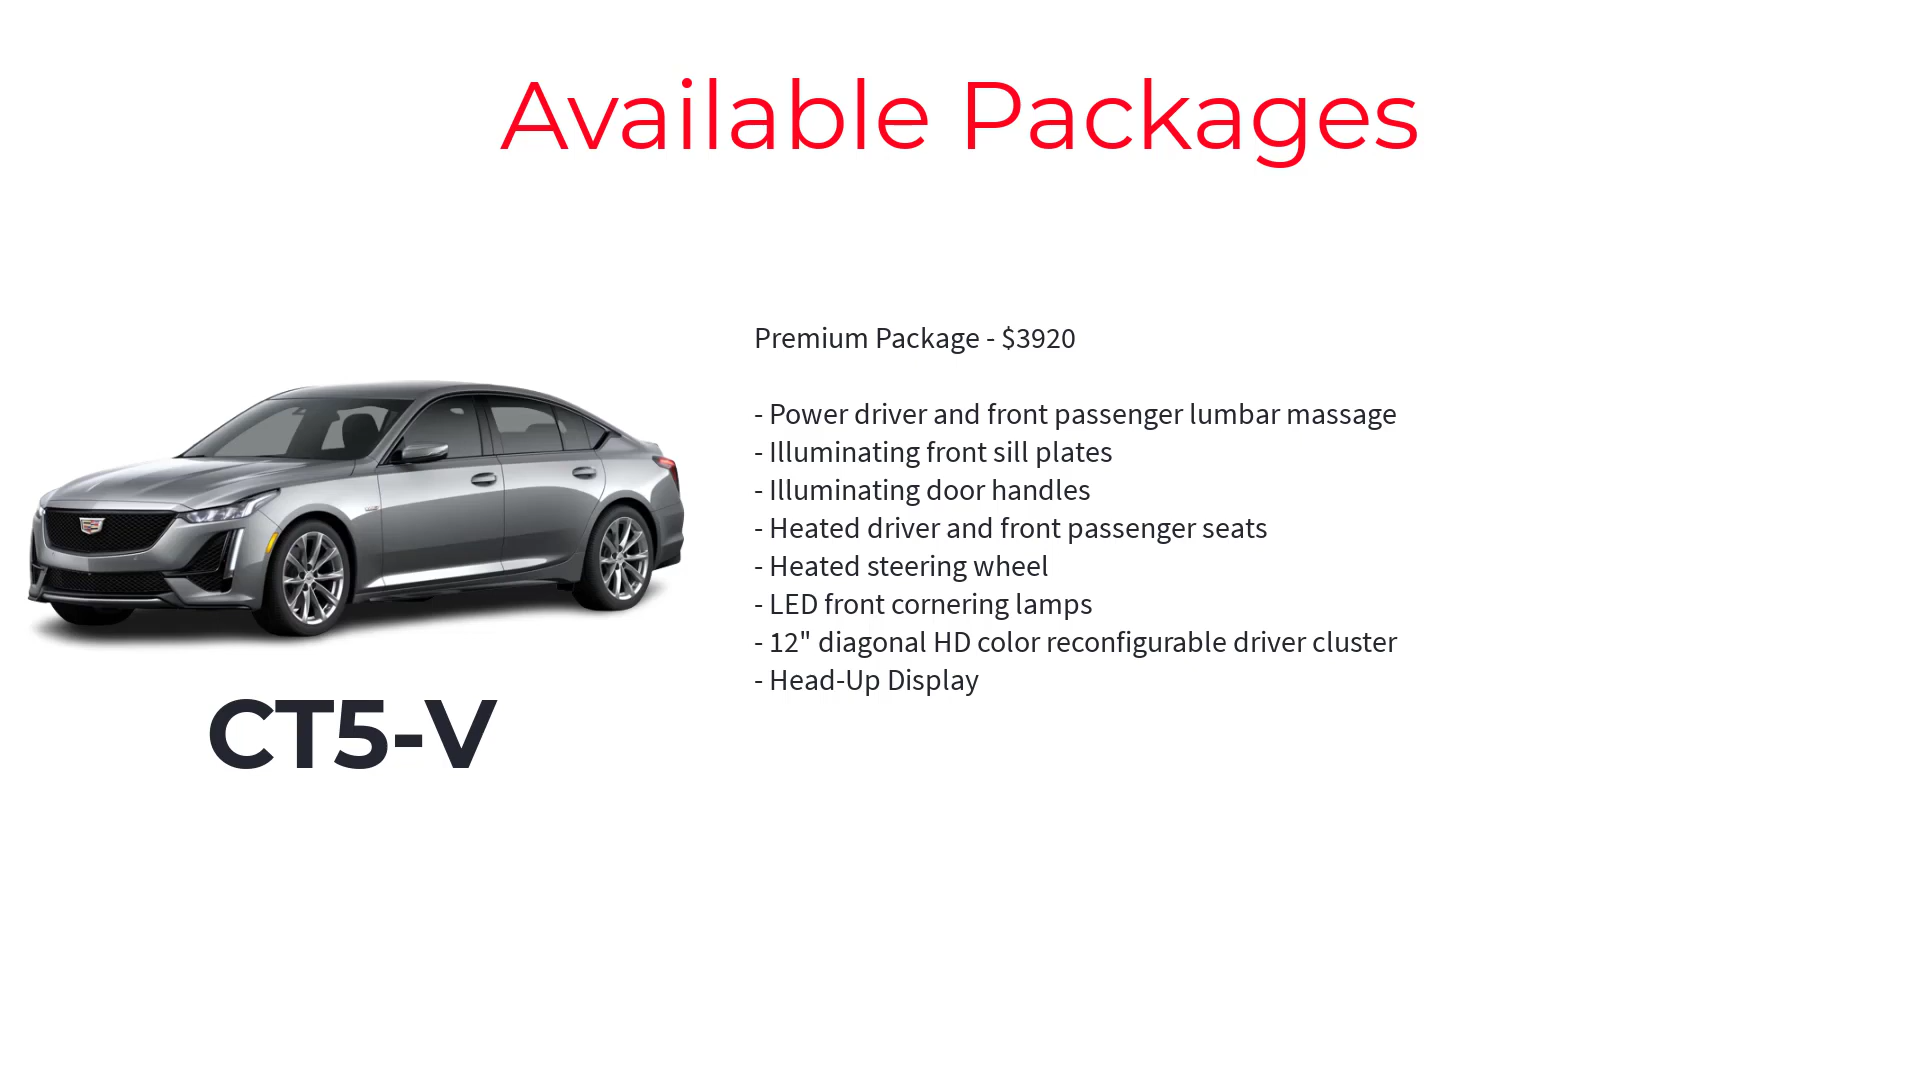 Available Packages
Premium Package - $3920
- Power driver and front passenger lumbar massage
- Illuminating front sill plates
- Illuminating door handles
- Heated driver and front passenger seats
- Heated steering wheel
- LED front cornering lamps
- 12" diagonal HD color reconfigurable driver cluster
- Head-Up Display
CT5-V